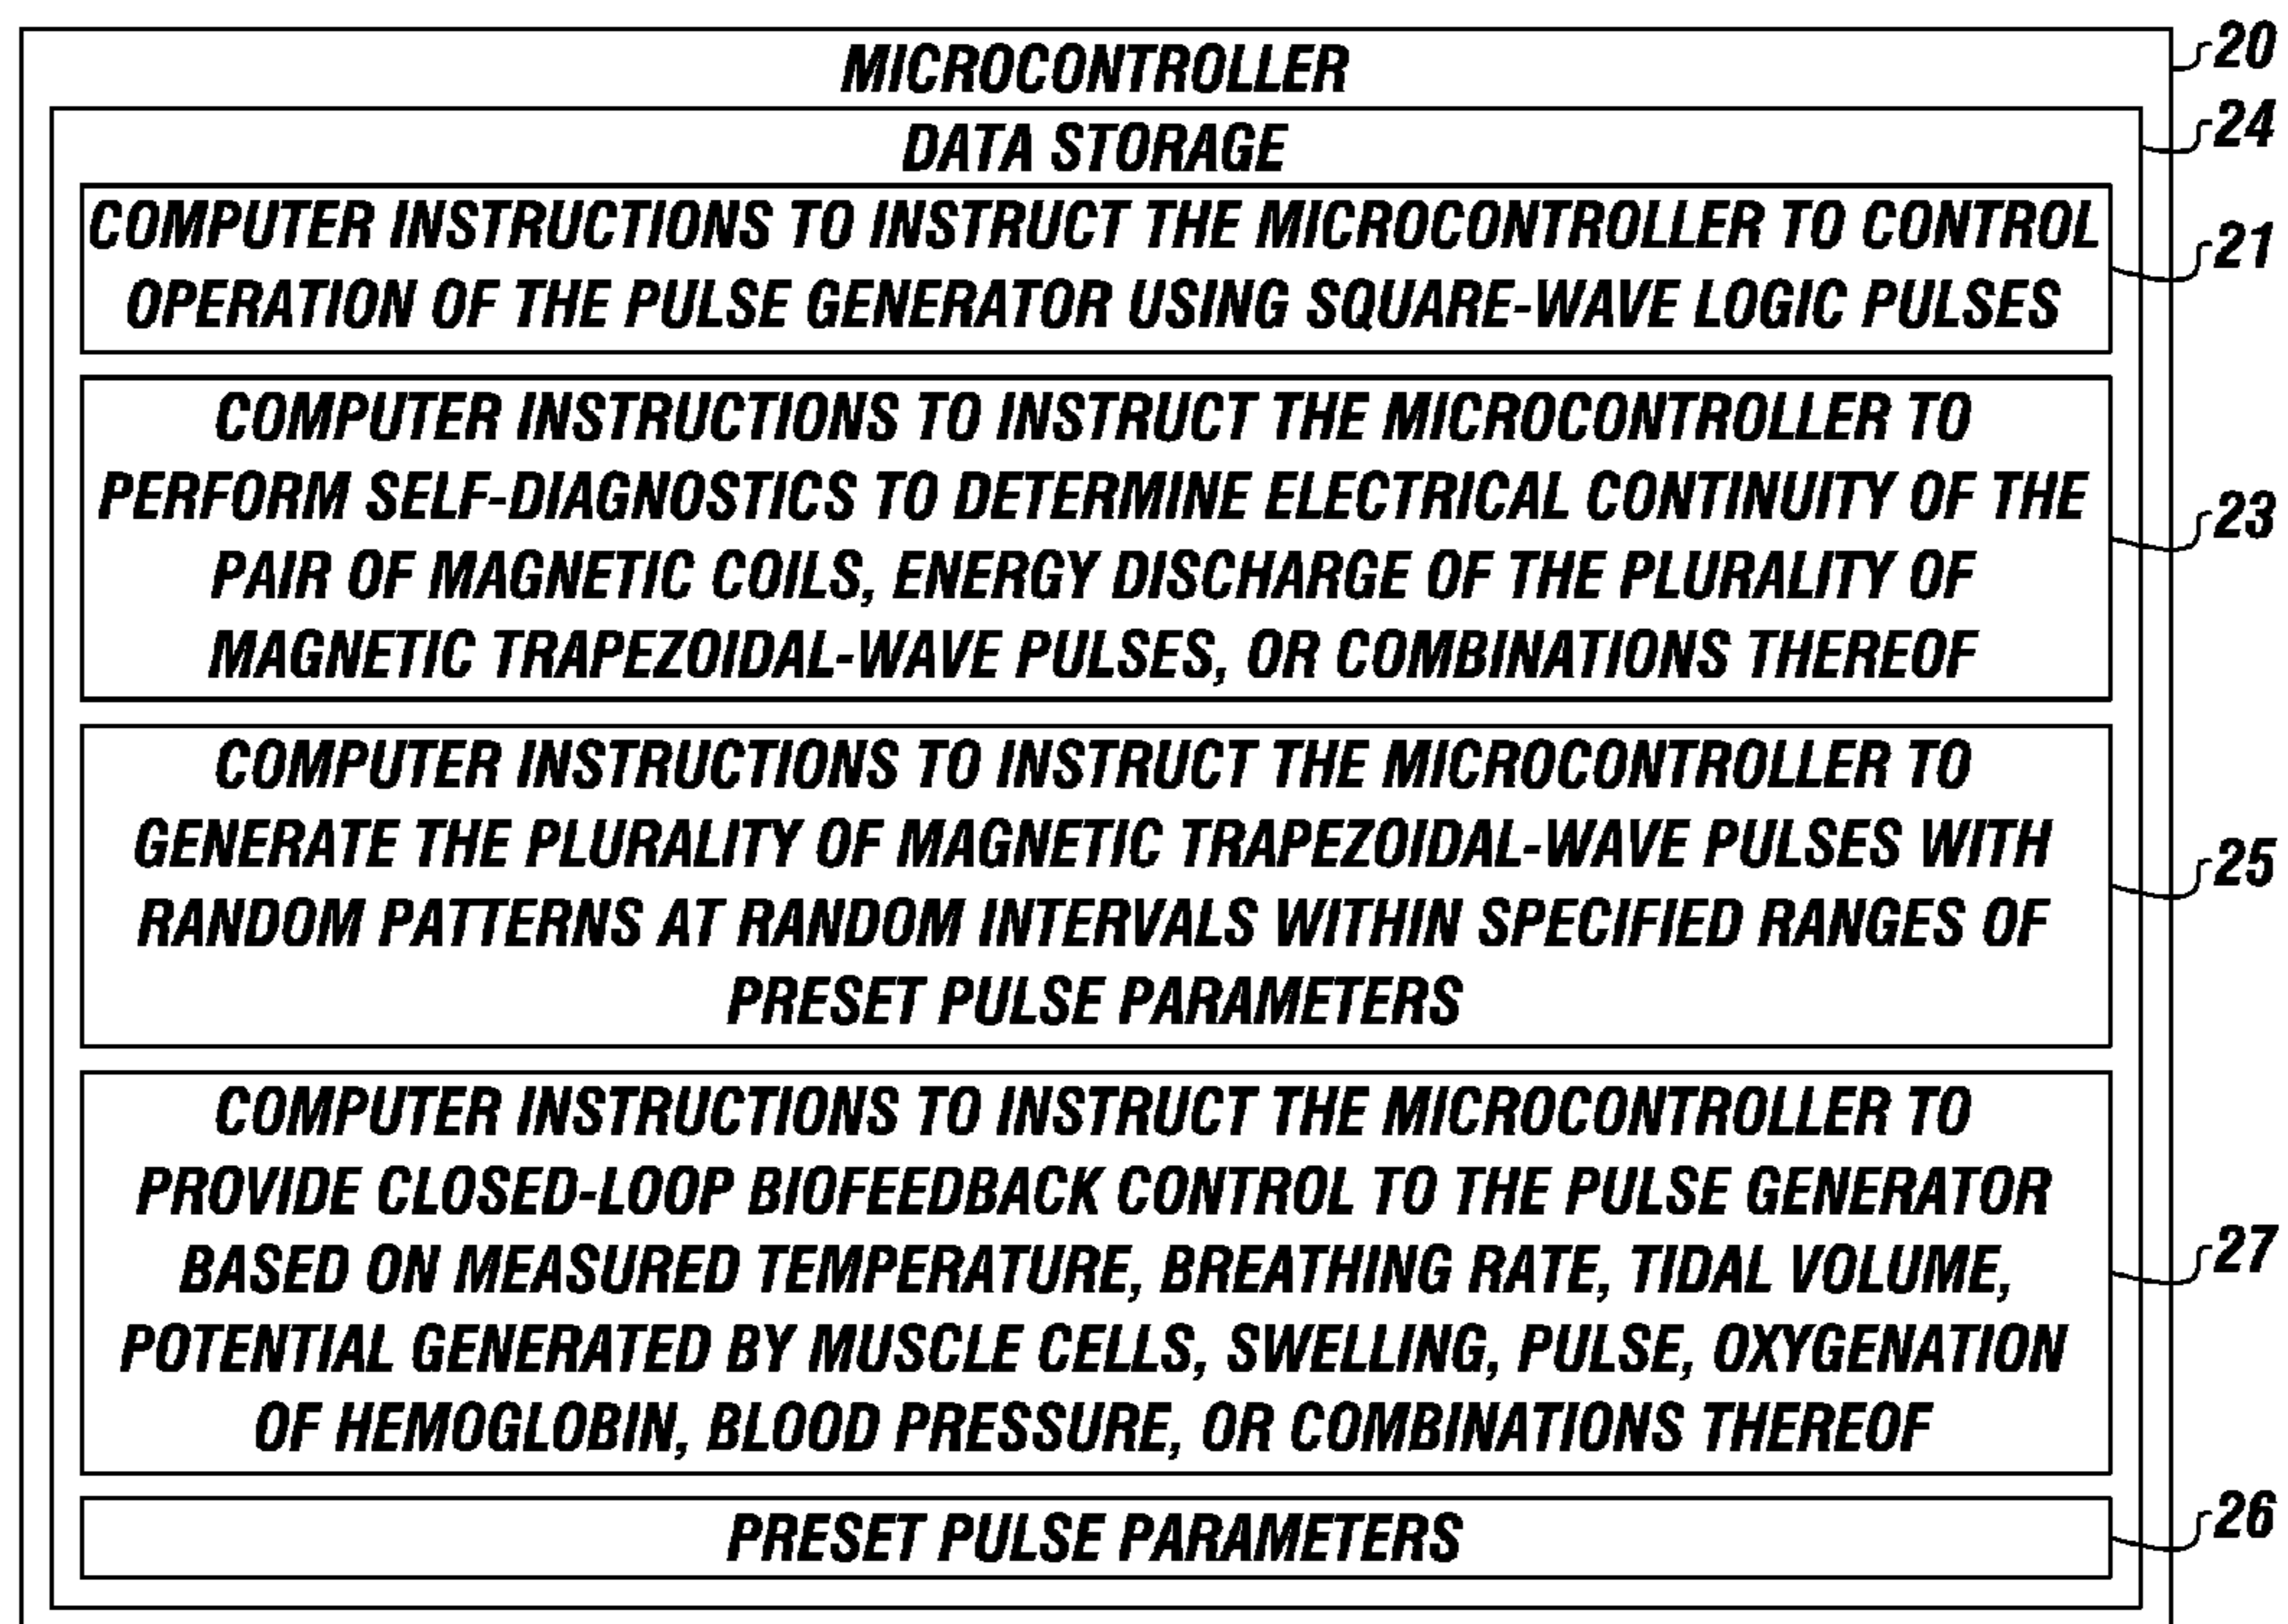 MICROCONTROLLER
20
DATA STORAGE
24
COMPUTER INSTRUCTIONS TO INSTRUCT THE MICROCONTROLLER TO CONTROL
OPERATION OF THE PULSE GENERATOR USING SQUARE-WAVE LOGIC PULSES
21
COMPUTER INSTRUCTIONS TO INSTRUCT THE MICROCONTROLLER TO
PERFORM SELF-DIAGNOSTICS TO DETERMINE ELECTRICAL CONTINUITY OF THE
PAIR OF MAGNETIC COILS, ENERGY DISCHARGE OF THE PLURALITY OF
MAGNETIC TRAPEZOIDAL-WAVE PULSES, OR COMBINATIONS THEREOF
23
COMPUTER INSTRUCTIONS TO INSTRUCT THE MICROCONTROLLER TO
GENERATE THE PLURALITY OF MAGNETIC TRAPEZOIDAL-WAVE PULSES WITH
RANDOM PATTERNS AT RANDOM INTERVALS WITHIN SPECIFIED RANGES OF
PRESET PULSE PARAMETERS
25
COMPUTER INSTRUCTIONS TO INSTRUCT THE MICROCONTROLLER TO
PROVIDE CLOSED-LOOP BIOFEEDBACK CONTROL TO THE PULSE GENERATOR
BASED ON MEASURED TEMPERATURE, BREATHING RATE, TIDAL VOLUME,
POTENTIAL GENERATED BY MUSCLE CELLS, SWELLING, PULSE, OXYGENATION
OF HEMOGLOBIN, BLOOD PRESSURE, OR COMBINATIONS THEREOF
27
PRESET PULSE PARAMETERS
26